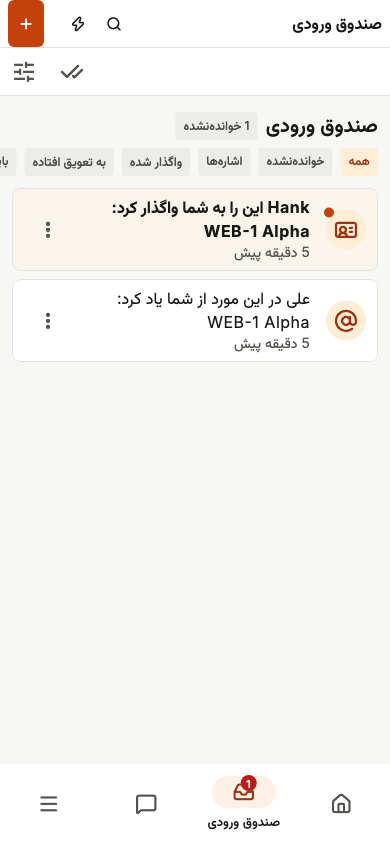 صندوق ورودی
صندوق ورودی
1 خوانده‌نشده
همه
خوانده‌نشده
اشاره‌ها
واگذار شده
به تعویق افتاده
Hank این را به شما واگذار کرد:
WEB-1 Alpha
5 دقیقه پیش
علی در این مورد از شما یاد کرد:
WEB-1 Alpha
5 دقیقه پیش
1
صندوق ورودی